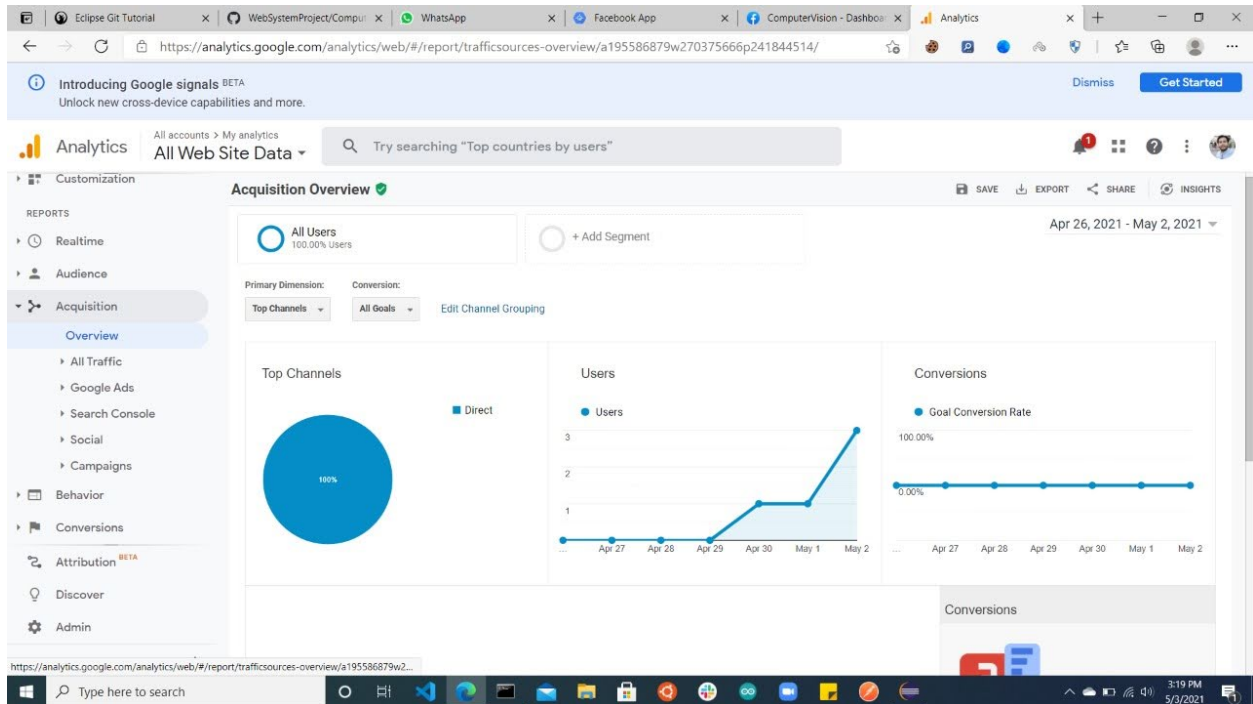 Eclipse Git Tutorial
WebSystemProject/Comput
WhatsApp
Facebook App
ComputerVision - Dashboa
Analytics
https://analytics.google.com/analytics/web/#/report/trafficsources-overview/a195586879w270375666p241844514/
Introducing Google signals BETA
Unlock new cross-device capabilities and more.
Dismiss
Get Started
Analytics
All accounts > My analytics
All Web Site Data
Try searching "Top countries by users"
1
Customization
REPORTS
Realtime
Audience
Acquisition
Overview
All Traffic
Google Ads
Search Console
Social
Campaigns
Behavior
Conversions
Attribution BETA
Discover
Admin
Acquisition Overview
SAVE
EXPORT
SHARE
INSIGHTS
All Users
100.00% Users
+ Add Segment
Apr 26, 2021 - May 2, 2021
Primary Dimension:
Conversion:
Top Channels
All Goals
Edit Channel Grouping
Top Channels
Direct
100%
Users
Users
3
2
1
... Apr 27 Apr 28 Apr 29 Apr 30 May 1 May 2
Conversions
Goal Conversion Rate
100.00%
0.00%
... Apr 27 Apr 28 Apr 29 Apr 30 May 1 May 2
Conversions
https://analytics.google.com/analytics/web/#/report/trafficsources-overview/a195586879w2...
Type here to search
3:19 PM
5/3/2021
1